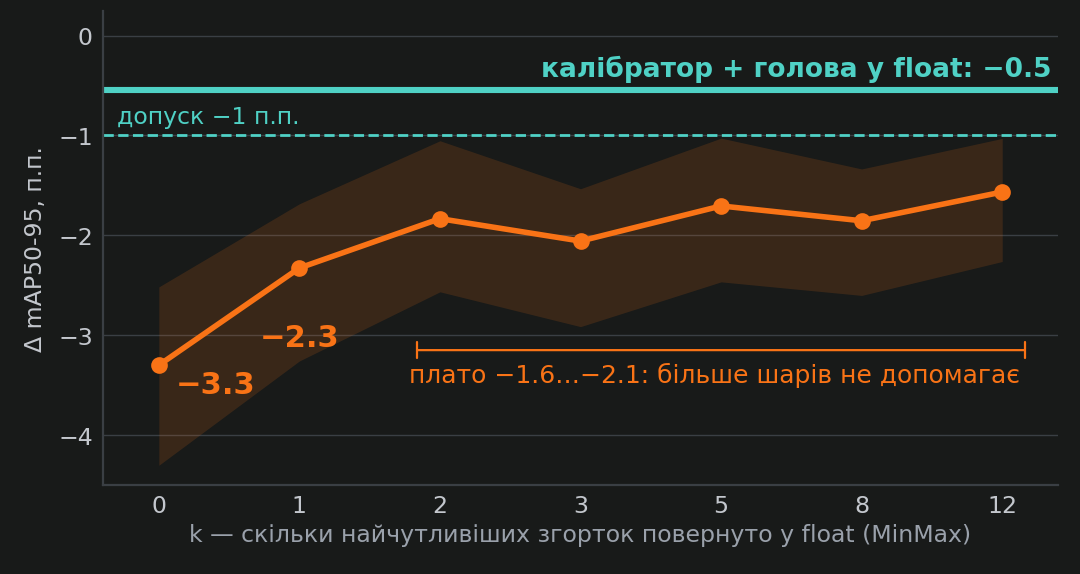 0
калібратор + голова у float: −0.5
допуск −1 п.п.
−1
−2
−3
−4
Δ mAP50-95, п.п.
−2.3
−3.3
плато −1.6…−2.1: більше шарів не допомагає
0 1 2 3 5 8 12
k — скільки найчутливіших згорток повернуто у float (MinMax)